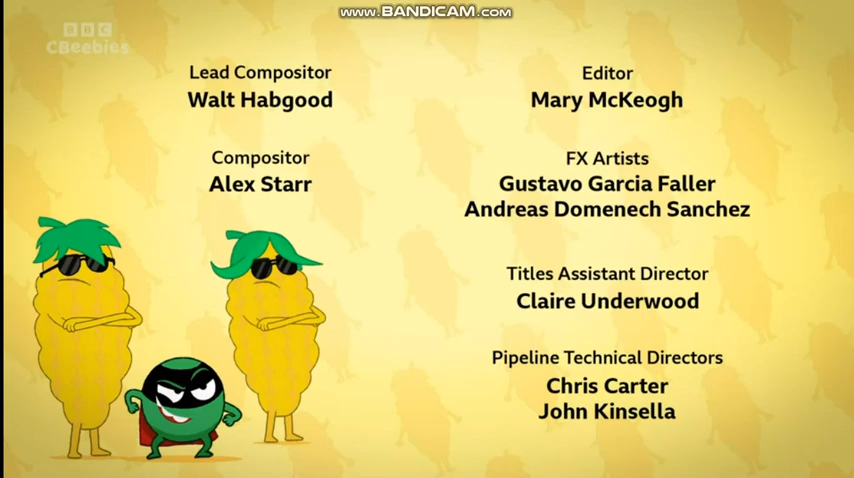 WWW.BANDICAM.COM
BBC
CBeebies
Lead Compositor
Walt Habgood
Compositor
Alex Starr
Editor
Mary McKeogh
FX Artists
Gustavo Garcia Faller
Andreas Domenech Sanchez
Titles Assistant Director
Claire Underwood
Pipeline Technical Directors
Chris Carter
John Kinsella